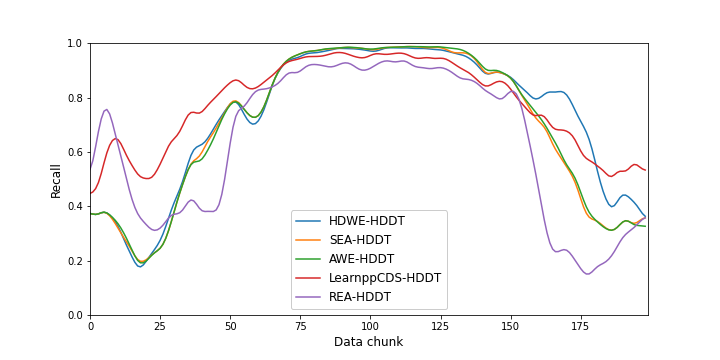 1.0
0.8
0.6
0.4
0.2
0.0
Recall
HDWE-HDDT
SEA-HDDT
AWE-HDDT
LearnppCDS-HDDT
REA-HDDT
0 25 50 75 100 125 150 175
Data chunk